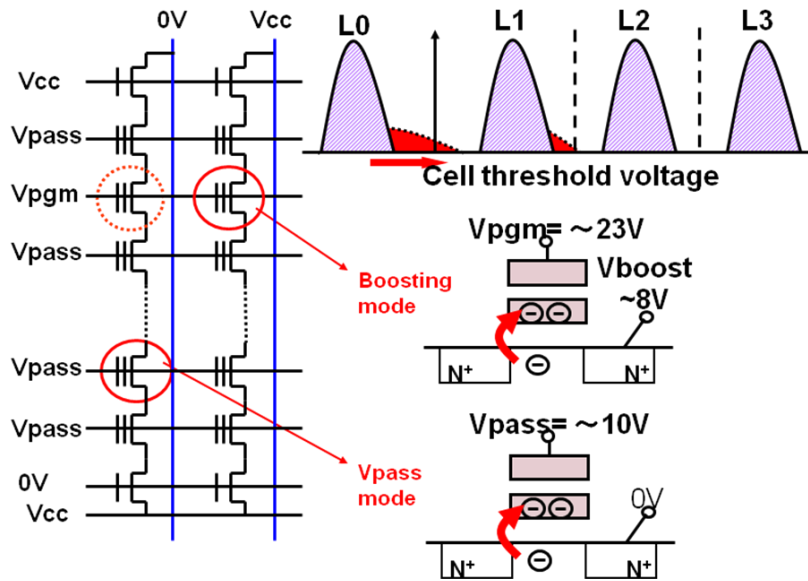 0V Vcc
L0 L1 L2 L3
Vcc
Vpass
Vpgm
Vpass
Vpass
Vpass
0V
Vcc
Cell threshold voltage
Boosting
mode
Vpass
mode
Vpgm= ~23V
Vboost
~8V
− −
N+ − N+
Vpass= ~10V
0V
− −
N+ − N+